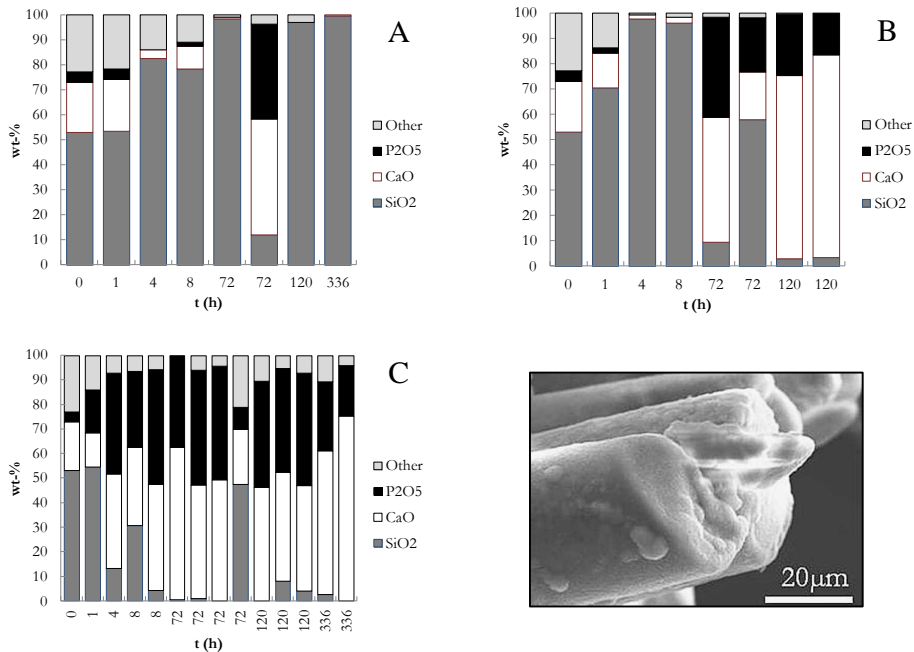 A
100
90
80
70
60
50
40
30
20
10
0
wt-%
0 1 4 8 72 72 120 336
t (h)
Other
P2O5
CaO
SiO2
B
100
90
80
70
60
50
40
30
20
10
0
wt-%
0 1 4 8 72 72 120 120
t (h)
Other
P2O5
CaO
SiO2
C
100
90
80
70
60
50
40
30
20
10
0
wt-%
0 1 4 8 8 72 72 72 72 120 120 120 336 336
t (h)
Other
P2O5
CaO
SiO2
20µm